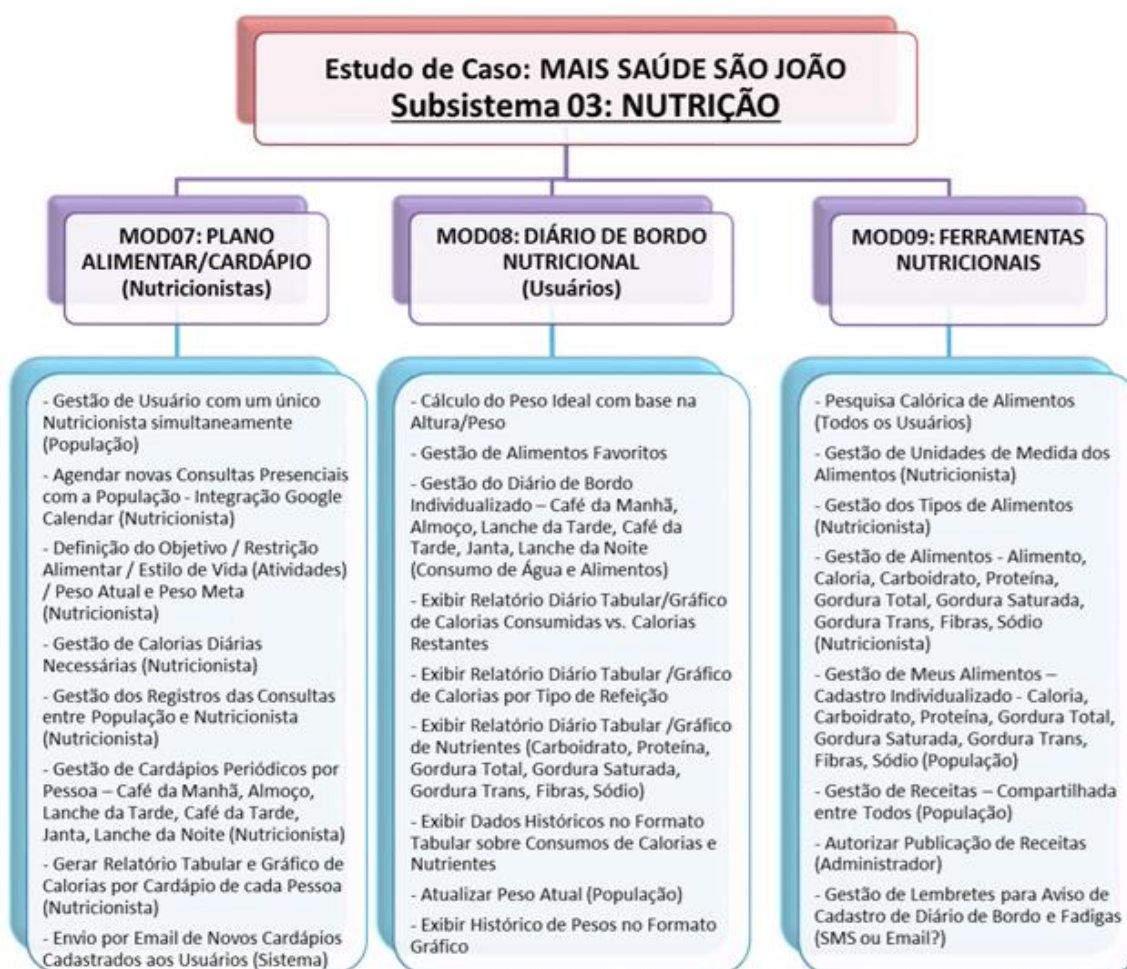 Estudo de Caso: MAIS SAÚDE SÃO JOÃO
Subsistema 03: NUTRIÇÃO
MOD07: PLANO
ALIMENTAR/CARDÁPIO
(Nutricionistas)
- Gestão de Usuário com um único
Nutricionista simultaneamente
(População)
- Agendar novas Consultas Presenciais
com a População - Integração Google
Calendar (Nutricionista)
- Definição do Objetivo / Restrição
Alimentar / Estilo de Vida (Atividades)
/ Peso Atual e Peso Meta
(Nutricionista)
- Gestão de Calorias Diárias
Necessárias (Nutricionista)
- Gestão dos Registros das Consultas
entre População e Nutricionista
(Nutricionista)
- Gestão de Cardápios Periódicos por
Pessoa – Café da Manhã, Almoço,
Lanche da Tarde, Café da Tarde,
Janta, Lanche da Noite (Nutricionista)
- Gerar Relatório Tabular e Gráfico de
Calorias por Cardápio de cada Pessoa
(Nutricionista)
- Envio por Email de Novos Cardápios
Cadastrados aos Usuários (Sistema)
MOD08: DIÁRIO DE BORDO
NUTRICIONAL
(Usuários)
- Cálculo do Peso Ideal com base na
Altura/Peso
- Gestão de Alimentos Favoritos
- Gestão do Diário de Bordo
Individualizado – Café da Manhã,
Almoço, Lanche da Tarde, Café da
Tarde, Janta, Lanche da Noite
(Consumo de Água e Alimentos)
- Exibir Relatório Diário Tabular/Gráfico
de Calorias Consumidas vs. Calorias
Restantes
- Exibir Relatório Diário Tabular /Gráfico
de Calorias por Tipo de Refeição
- Exibir Relatório Diário Tabular /Gráfico
de Nutrientes (Carboidrato, Proteína,
Gordura Total, Gordura Saturada,
Gordura Trans, Fibras, Sódio)
- Exibir Dados Históricos no Formato
Tabular sobre Consumos de Calorias e
Nutrientes
- Atualizar Peso Atual (População)
- Exibir Histórico de Pesos no Formato
Gráfico
MOD09: FERRAMENTAS
NUTRICIONAIS
- Pesquisa Calórica de Alimentos
(Todos os Usuários)
- Gestão de Unidades de Medida dos
Alimentos (Nutricionista)
- Gestão dos Tipos de Alimentos
(Nutricionista)
- Gestão de Alimentos - Alimento,
Caloria, Carboidrato, Proteína,
Gordura Total, Gordura Saturada,
Gordura Trans, Fibras, Sódio
(Nutricionista)
- Gestão de Meus Alimentos –
Cadastro Individualizado - Caloria,
Carboidrato, Proteína, Gordura Total,
Gordura Saturada, Gordura Trans,
Fibras, Sódio (População)
- Gestão de Receitas – Compartilhada
entre Todos (População)
- Autorizar Publicação de Receitas
(Administrador)
- Gestão de Lembretes para Aviso de
Cadastro de Diário de Bordo e Fadigas
(SMS ou Email?)